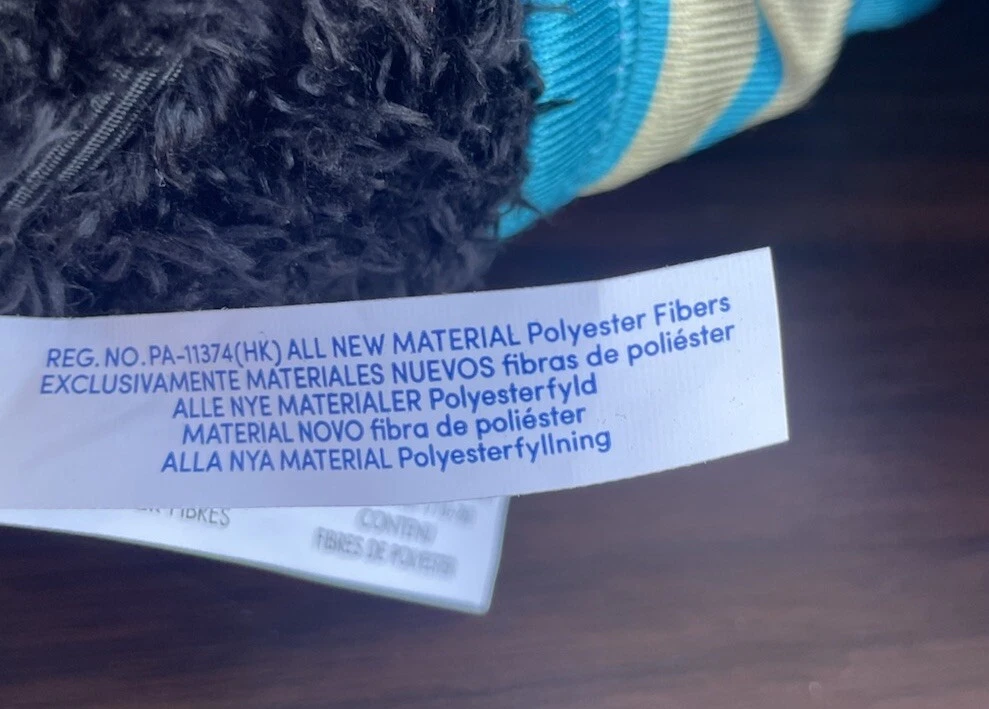 REG. NO. PA-11374(HK) ALL NEW MATERIAL Polyester Fibers
EXCLUSIVAMENTE MATERIALES NUEVOS fibras de poliéster
ALLE NYE MATERIALER Polyesterfyld
MATERIAL NOVO fibra de poliéster
ALLA NYA MATERIAL Polyesterfyllning
FIBRES
CONTENU
FIBRES DE POLYESTER